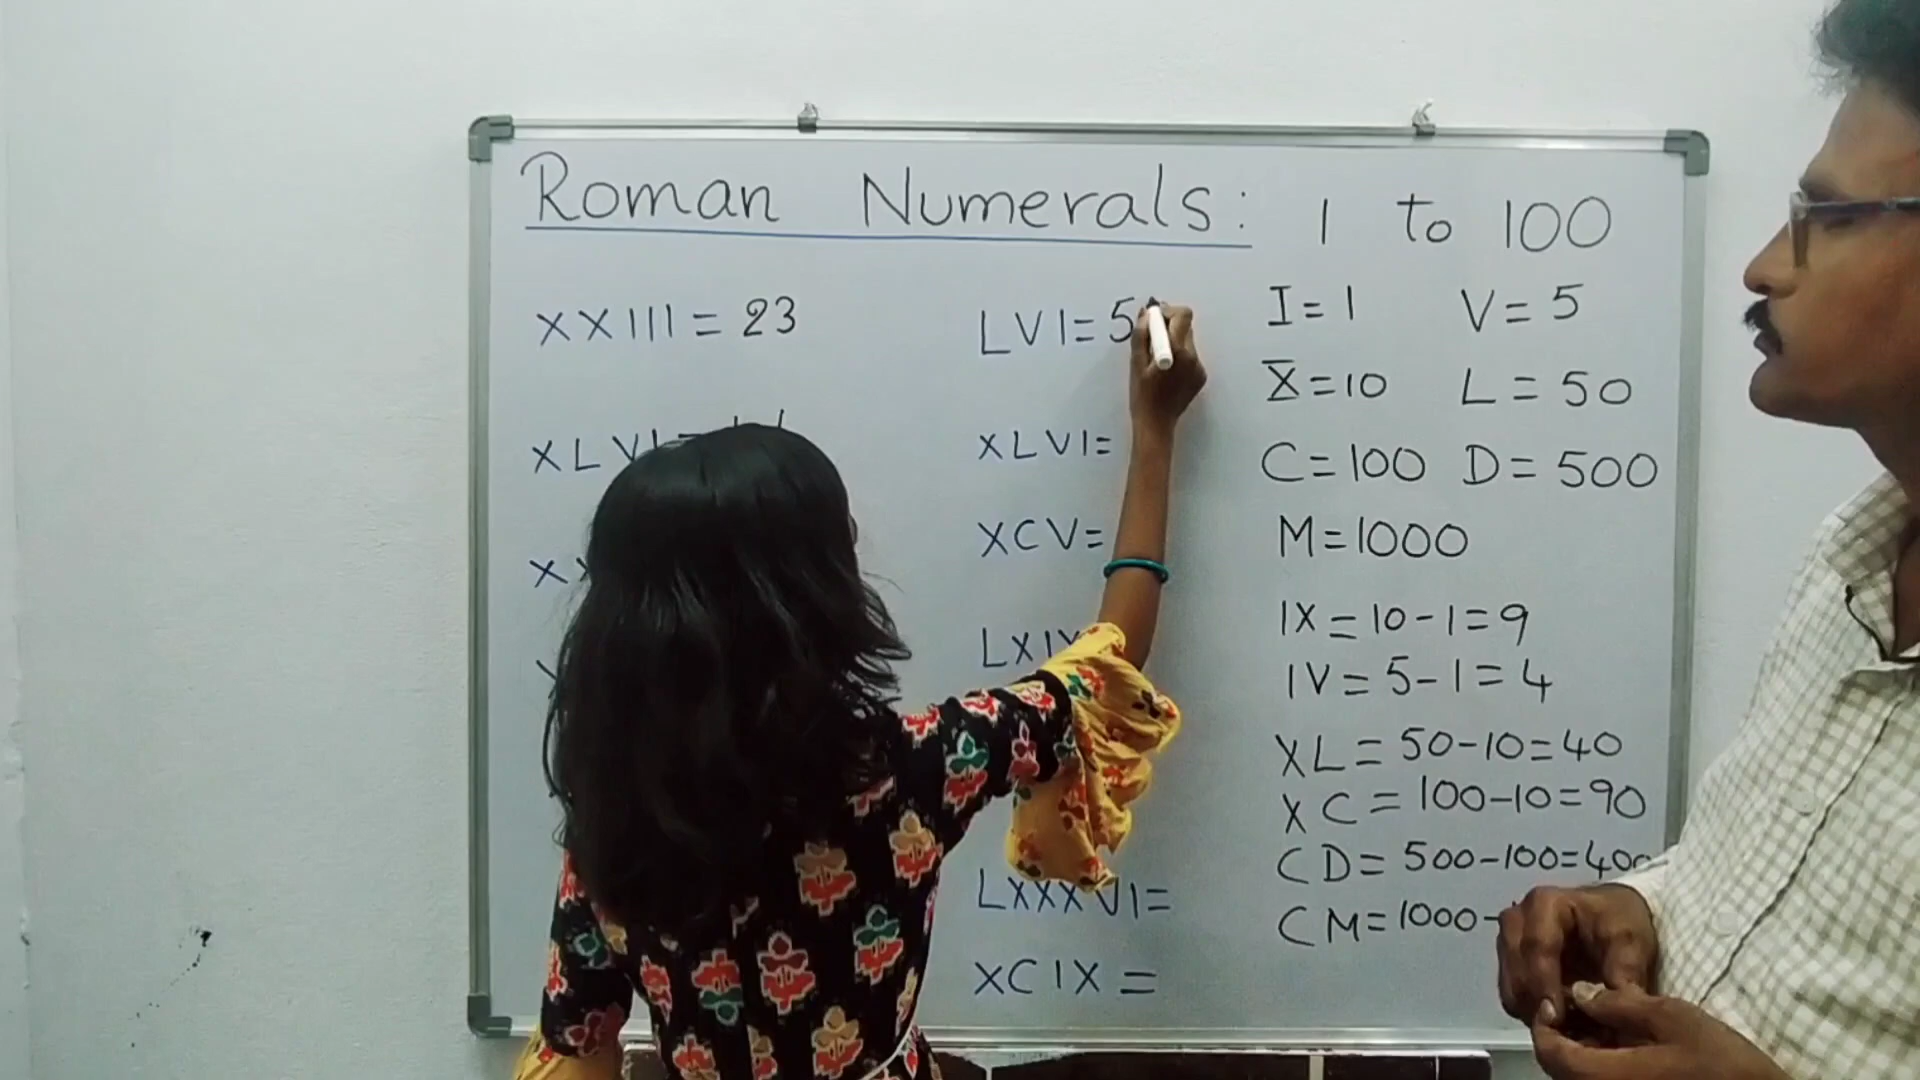 Roman Numerals: 1 to 100
XXIII = 23
LVI = 5
XLVI =
XCV =
LXXXVI =
XCIX =
I = 1 V = 5
X = 10 L = 50
C = 100 D = 500
M = 1000
IX = 10 - 1 = 9
IV = 5 - 1 = 4
XL = 50 - 10 = 40
XC = 100 - 10 = 90
CD = 500 - 100 = 400
CM = 1000 -